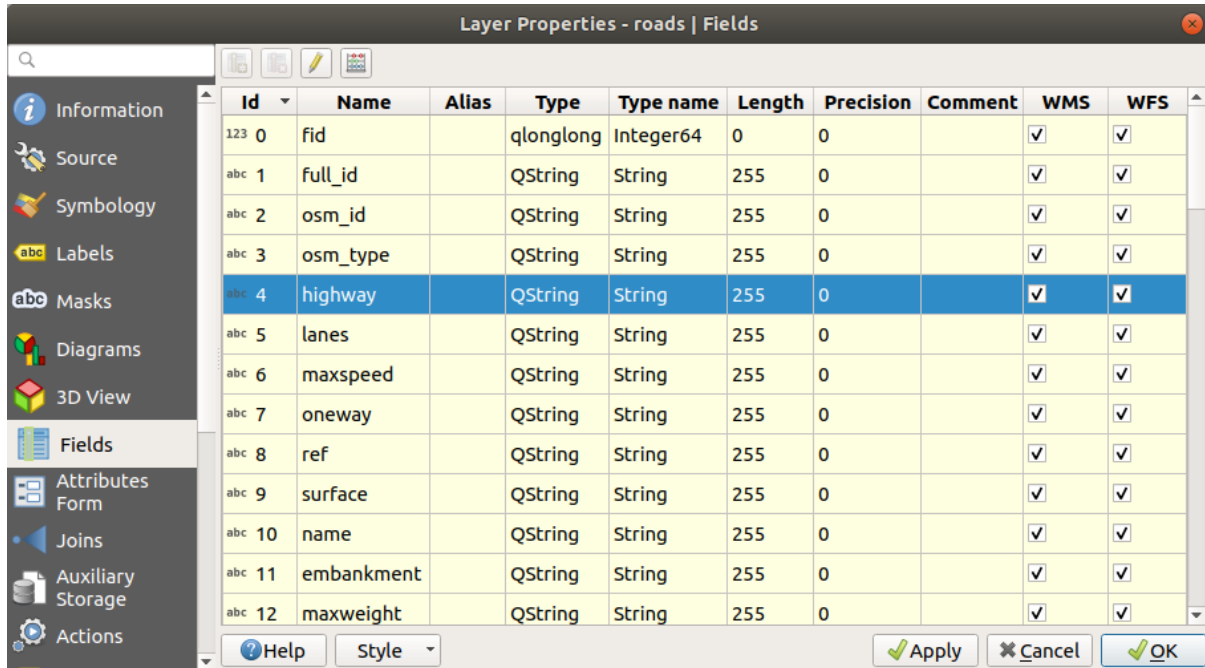 Layer Properties - roads | Fields
Information
Source
abc Labels
Symbology
abc Masks
Diagrams
3D View
Fields
Attributes
Form
Joins
Auxiliary
Storage
Actions
Id Name Alias Type Type name Length Precision Comment WMS WFS
123 0 fid qlonglong Integer64 0 0
abc 1 full_id QString String 255 0
abc 2 osm_id QString String 255 0
abc 3 osm_type QString String 255 0
abc 4 highway QString String 255 0
abc 5 lanes QString String 255 0
abc 6 maxspeed QString String 255 0
abc 7 oneway QString String 255 0
abc 8 ref QString String 255 0
abc 9 surface QString String 255 0
abc 10 name QString String 255 0
abc 11 embankment QString String 255 0
abc 12 maxweight QString String 255 0
Help Style Apply Cancel OK